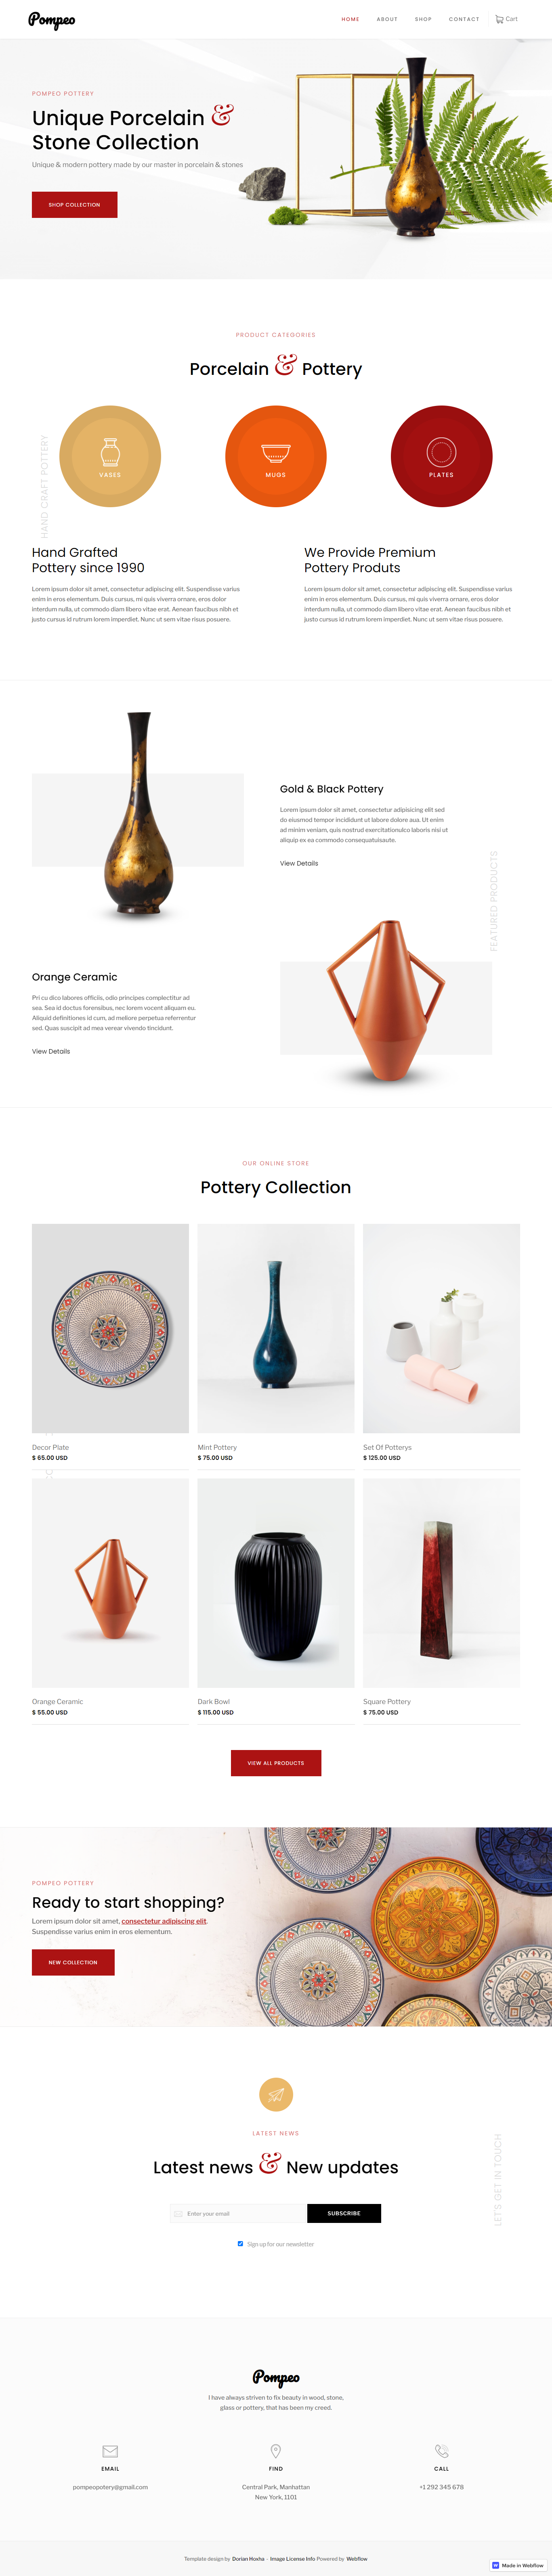 Pompeo
HOME ABOUT SHOP CONTACT Cart
POMPEO POTTERY
Unique Porcelain &
Stone Collection
Unique & modern pottery made by our master in porcelain & stones
SHOP COLLECTION
PRODUCT CATEGORIES
Porcelain & Pottery
HAND CRAFT POTTERY
VASES
MUGS
PLATES
Hand Grafted
Pottery since 1990
Lorem ipsum dolor sit amet, consectetur adipiscing elit. Suspendisse varius
enim in eros elementum. Duis cursus, mi quis viverra ornare, eros dolor
interdum nulla, ut commodo diam libero vitae erat. Aenean faucibus nibh et
justo cursus id rutrum lorem imperdiet. Nunc ut sem vitae risus posuere.
We Provide Premium
Pottery Produts
Lorem ipsum dolor sit amet, consectetur adipiscing elit. Suspendisse varius
enim in eros elementum. Duis cursus, mi quis viverra ornare, eros dolor
interdum nulla, ut commodo diam libero vitae erat. Aenean faucibus nibh et
justo cursus id rutrum lorem imperdiet. Nunc ut sem vitae risus posuere.
Gold & Black Pottery
Lorem ipsum dolor sit amet, consectetur adipisicing elit sed
do eiusmod tempor incididunt ut labore dolore aua. Ut enim
ad minim veniam, quis nostrud exercitationulco laboris nisi ut
aliquip ex ea commodo consequatuisaute.
View Details
FEATURED PRODUCTS
Orange Ceramic
Pri cu dico labores officiis, odio principes complectitur ad
sea. Sea id doctus forensibus, nec lorem vocent aliquam eu.
Aliquid definitiones id cum, ad meliore perpetua referrentur
sed. Quas suscipit ad mea verear vivendo tincidunt.
View Details
OUR ONLINE STORE
Pottery Collection
Decor Plate
$ 65.00 USD
Mint Pottery
$ 75.00 USD
Set Of Potterys
$ 125.00 USD
Orange Ceramic
$ 55.00 USD
Dark Bowl
$ 115.00 USD
Square Pottery
$ 75.00 USD
VIEW ALL PRODUCTS
POMPEO POTTERY
Ready to start shopping?
Lorem ipsum dolor sit amet, consectetur adipiscing elit.
Suspendisse varius enim in eros elementum.
NEW COLLECTION
LATEST NEWS
Latest news & New updates
LET'S GET IN TOUCH
Enter your email
SUBSCRIBE
Sign up for our newsletter
Pompeo
I have always striven to fix beauty in wood, stone,
glass or pottery, that has been my creed.
EMAIL
pompeopotery@gmail.com
FIND
Central Park, Manhattan
New York, 1101
CALL
+1 292 345 678
Template design by Dorian Hoxha - Image License Info Powered by Webflow
Made in Webflow